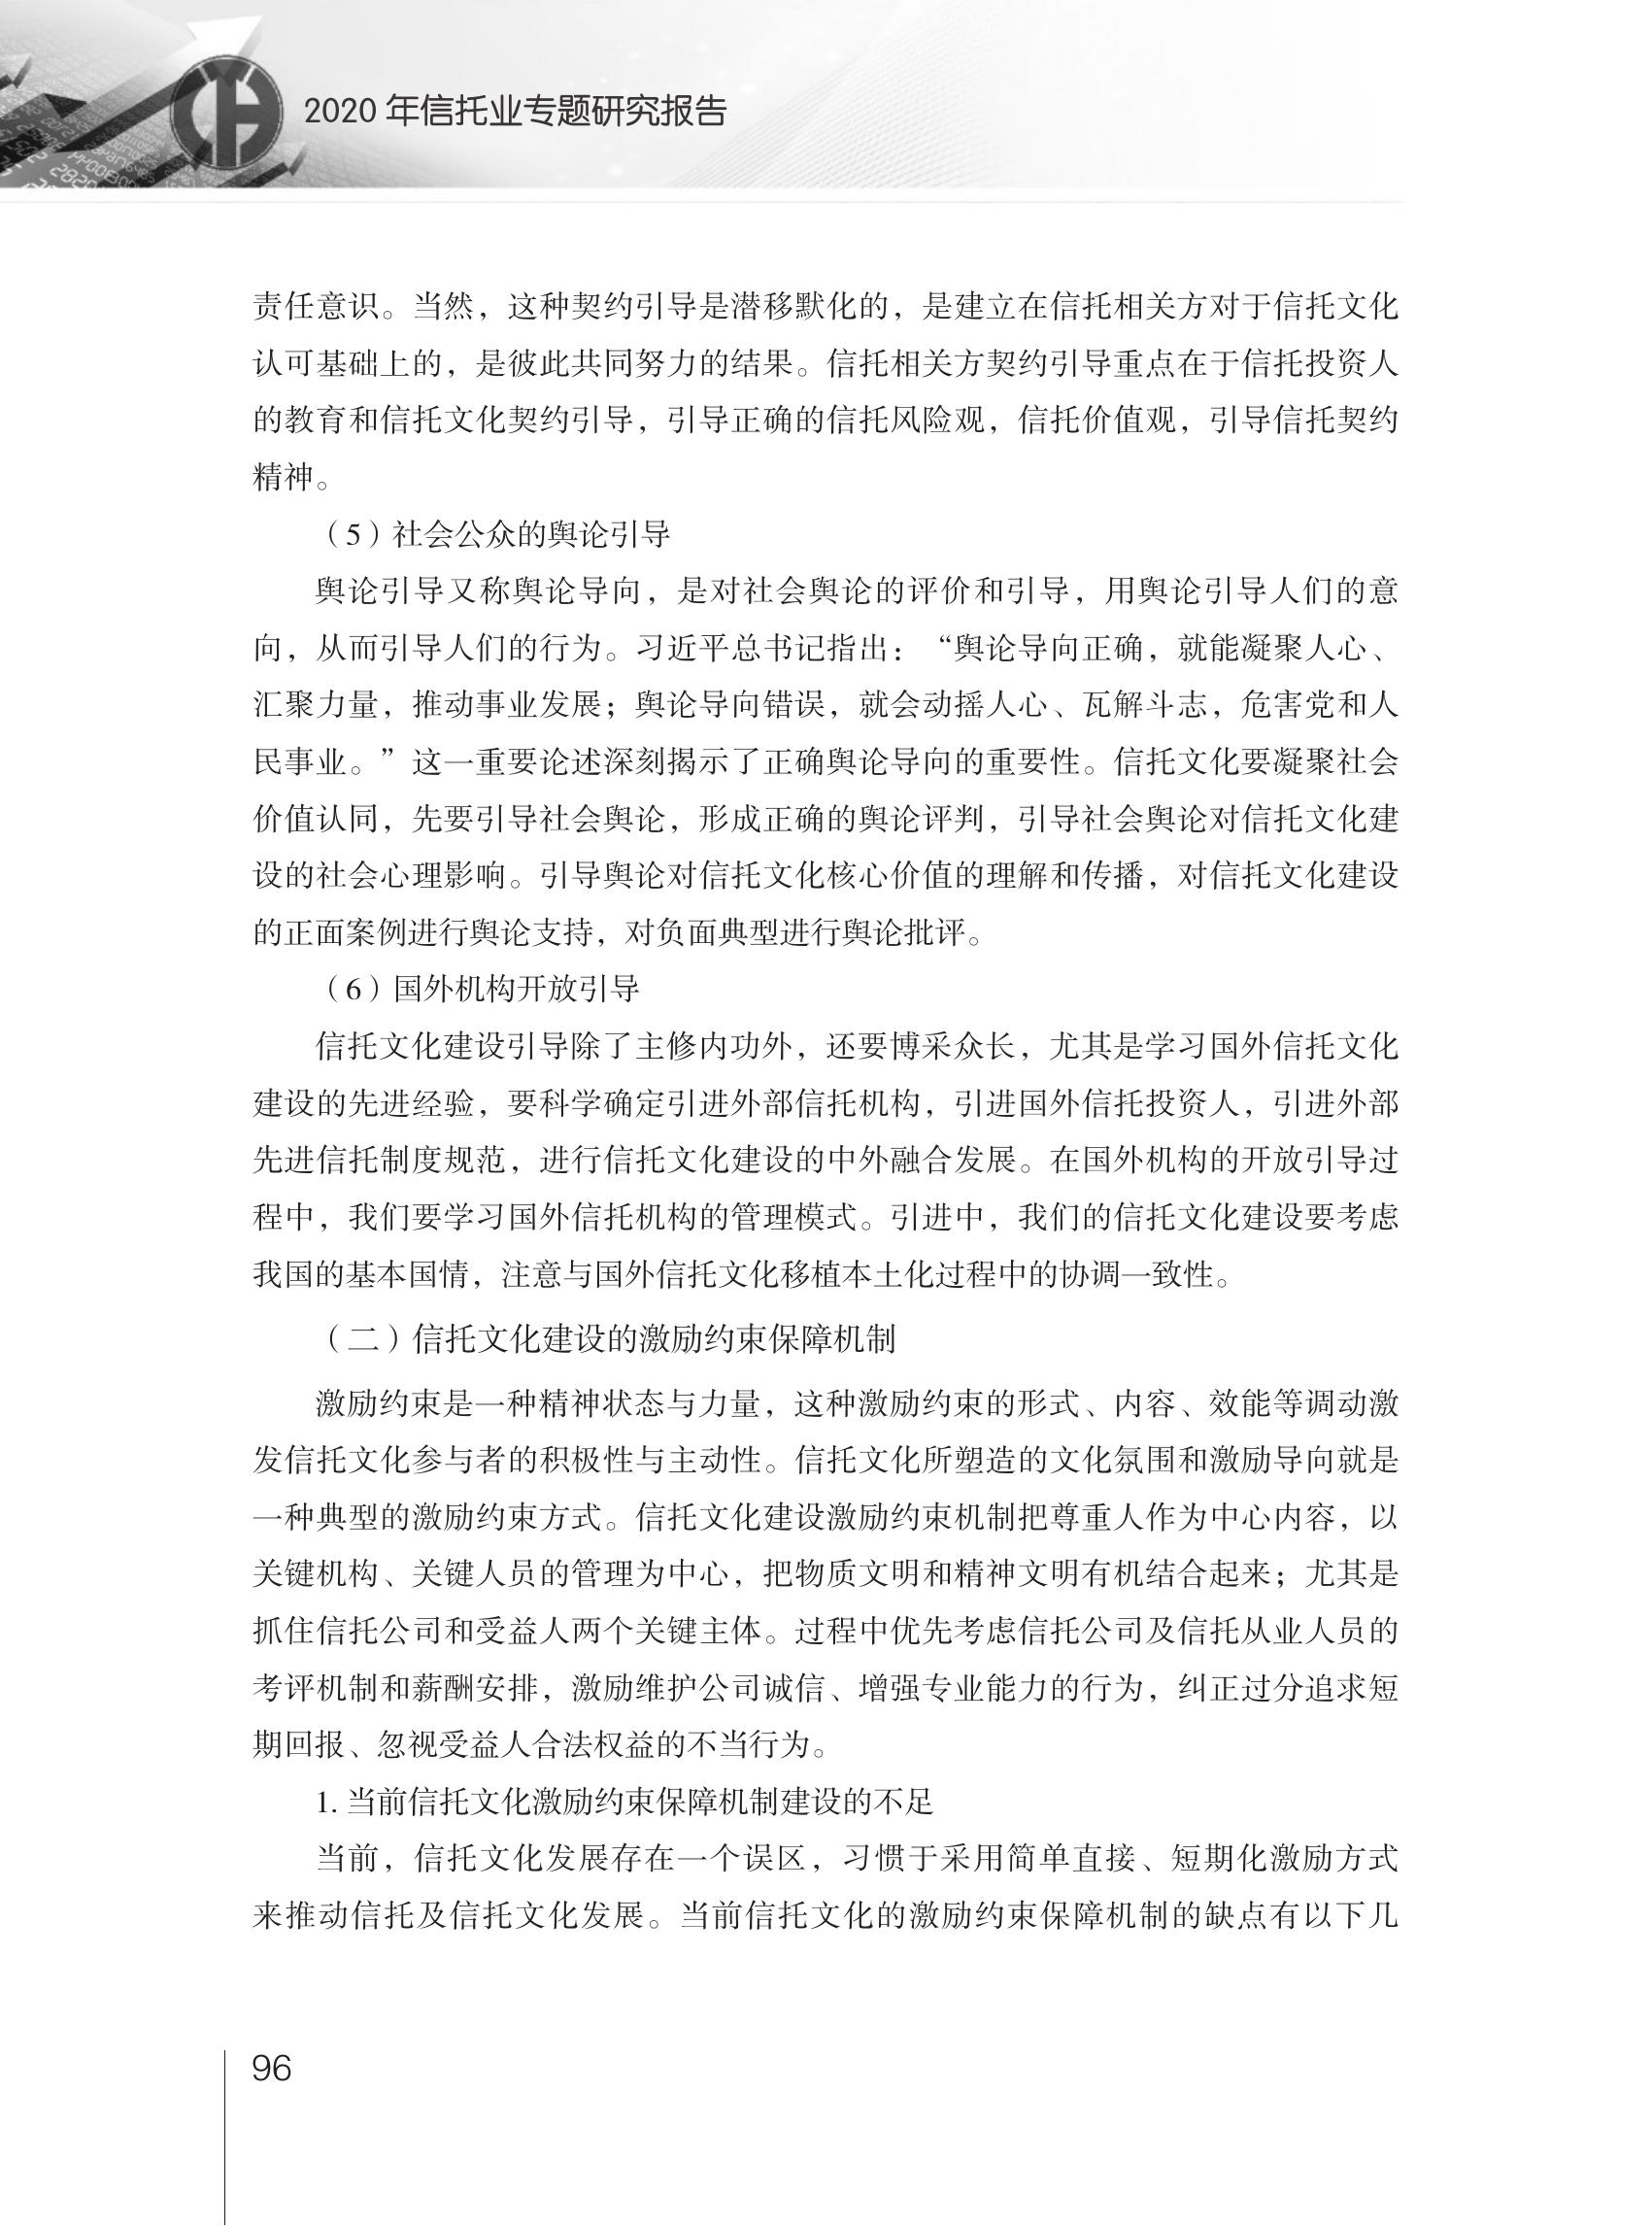 2020 年信托业专题研究报告
责任意识。当然，这种契约引导是潜移默化的，是建立在信托相关方对于信托文化
认可基础上的，是彼此共同努力的结果。信托相关方契约引导重点在于信托投资人
的教育和信托文化契约引导，引导正确的信托风险观，信托价值观，引导信托契约
精神。
（5）社会公众的舆论引导
舆论引导又称舆论导向，是对社会舆论的评价和引导，用舆论引导人们的意
向，从而引导人们的行为。习近平总书记指出：“舆论导向正确，就能凝聚人心、
汇聚力量，推动事业发展；舆论导向错误，就会动摇人心、瓦解斗志，危害党和人
民事业。”这一重要论述深刻揭示了正确舆论导向的重要性。信托文化要凝聚社会
价值认同，先要引导社会舆论，形成正确的舆论评判，引导社会舆论对信托文化建
设的社会心理影响。引导舆论对信托文化核心价值的理解和传播，对信托文化建设
的正面案例进行舆论支持，对负面典型进行舆论批评。
（6）国外机构开放引导
信托文化建设引导除了主修内功外，还要博采众长，尤其是学习国外信托文化
建设的先进经验，要科学确定引进外部信托机构，引进国外信托投资人，引进外部
先进信托制度规范，进行信托文化建设的中外融合发展。在国外机构的开放引导过
程中，我们要学习国外信托机构的管理模式。引进中，我们的信托文化建设要考虑
我国的基本国情，注意与国外信托文化移植本土化过程中的协调一致性。
（二）信托文化建设的激励约束保障机制
激励约束是一种精神状态与力量，这种激励约束的形式、内容、效能等调动激
发信托文化参与者的积极性与主动性。信托文化所塑造的文化氛围和激励导向就是
一种典型的激励约束方式。信托文化建设激励约束机制把尊重人作为中心内容，以
关键机构、关键人员的管理为中心，把物质文明和精神文明有机结合起来；尤其是
抓住信托公司和受益人两个关键主体。过程中优先考虑信托公司及信托从业人员的
考评机制和薪酬安排，激励维护公司诚信、增强专业能力的行为，纠正过分追求短
期回报、忽视受益人合法权益的不当行为。
1. 当前信托文化激励约束保障机制建设的不足
当前，信托文化发展存在一个误区，习惯于采用简单直接、短期化激励方式
来推动信托及信托文化发展。当前信托文化的激励约束保障机制的缺点有以下几
96